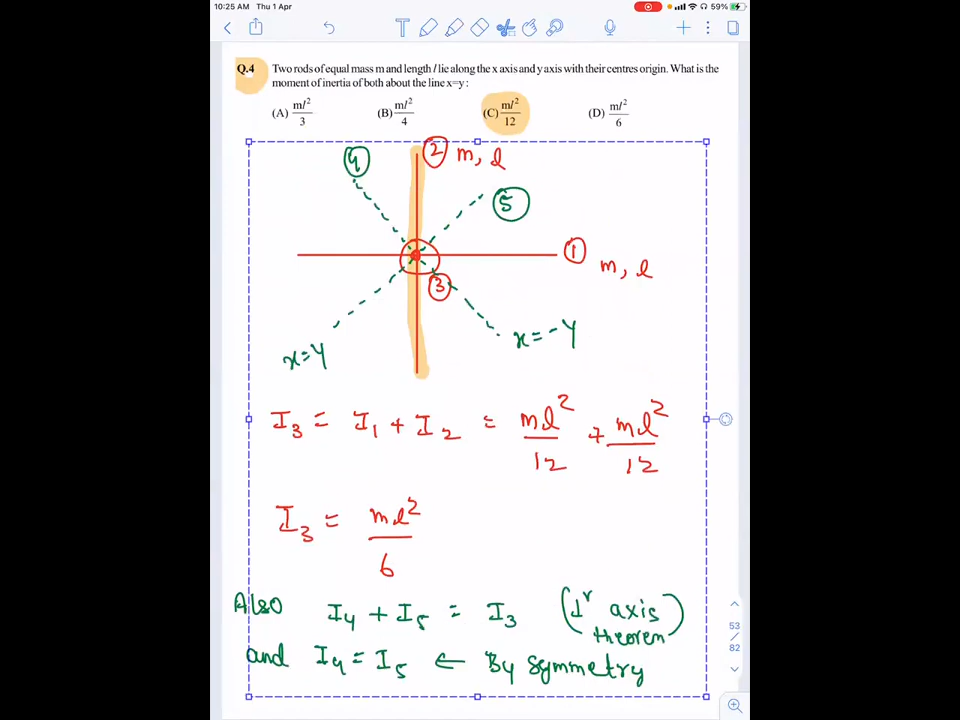 10:25 AM Thu 1 Apr 59%
Q.4 Two rods of equal mass m and length l lie along the x axis and y axis with their centres origin. What is the
moment of inertia of both about the line x=y:
(A) ml²/3 (B) ml²/4 (C) ml²/12 (D) ml²/6
4 2 m, l
5
1
m, l
3
x=-y
x=y
I₃ = I₁ + I₂ = ml²/12 + ml²/12
I₃ = ml²/6
Also I₄ + I₅ = I₃ (⊥r axis
theorem)
and I₄ = I₅ ← By symmetry
53
/
82